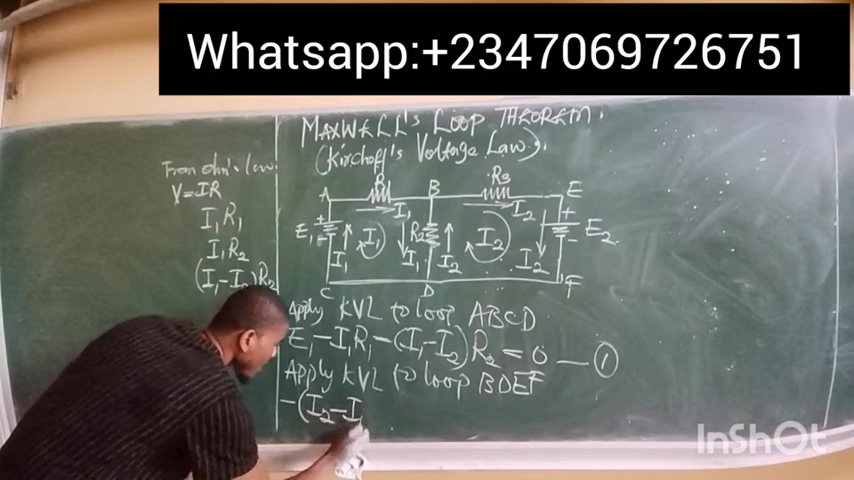 Whatsapp:+2347069726751
MAXWELL's LOOP THEOREM.
(Kirchoff's Voltage Law).
From ohm's law
V=IR
I₁R₁
I₁R₂
(I₁-I₂)R₂
A R B R₃ E
I₁ I₂
E₁ + - I₁ I₁ R₂ I₁ I₂ I₂ I₂ + - E₂
C D F
Apply KVL to loop ABCD
E₁-I₁R₁-(I₁-I₂)R₂=0 — ①
Apply KVL to loop BDEF
-(I₂-I₁
InShOt